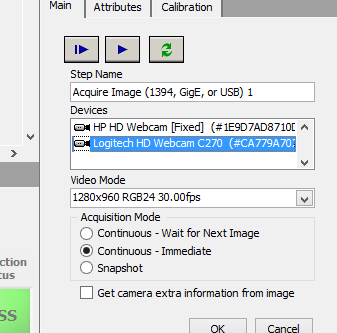 Main Attributes Calibration
Step Name
Acquire Image (1394, GigE, or USB) 1
Devices
HP HD Webcam [Fixed] (#1E9D7AD8710D
Logitech HD Webcam C270 (#CA779A70
Video Mode
1280x960 RGB24 30.00fps
Acquisition Mode
Continuous - Wait for Next Image
Continuous - Immediate
Snapshot
Get camera extra information from image
ction
tus
SS
OK Cancel